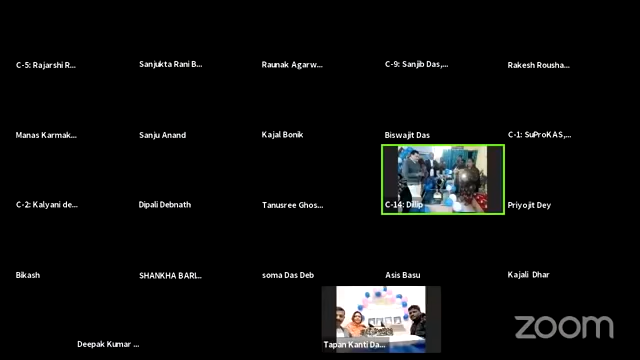 C-5: Rajarshi R...
Sanjukta Rani B...
Raunak Agarw...
C-9: Sanjib Das,...
Rakesh Rousha...
Manas Karmak...
Sanju Anand
Kajal Bonik
Biswajit Das
C-1: SuProKAS,...
C-2: Kalyani de...
Dipali Debnath
Tanusree Ghos...
C-14: Dillip
Priyojit Dey
Bikash
SHANKHA BARI...
soma Das Deb
Asis Basu
Kajali Dhar
Deepak Kumar ...
Tapan Kanti Da...
zoom